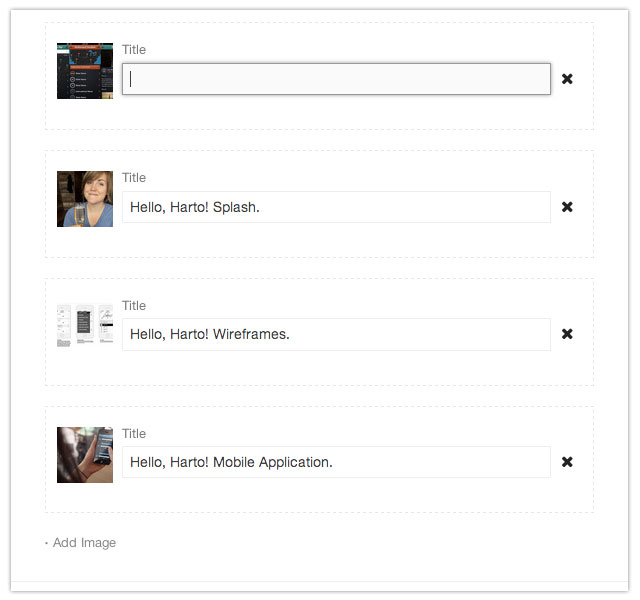 Title
Title
Hello, Harto! Splash.
Title
Hello, Harto! Wireframes.
Title
Hello, Harto! Mobile Application.
· Add Image